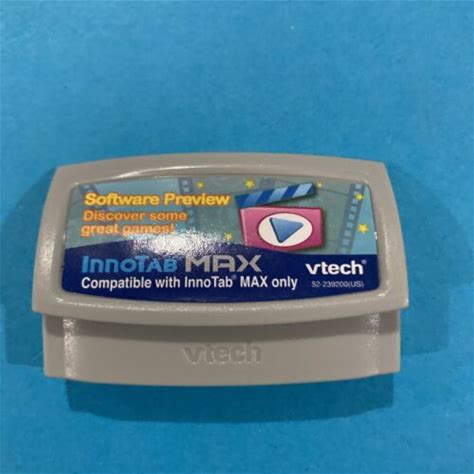 Software Preview
Discover some
great games!
INNOTAB MAX
Compatible with InnoTab® MAX only
vtech®
52-239200(US)
vtech